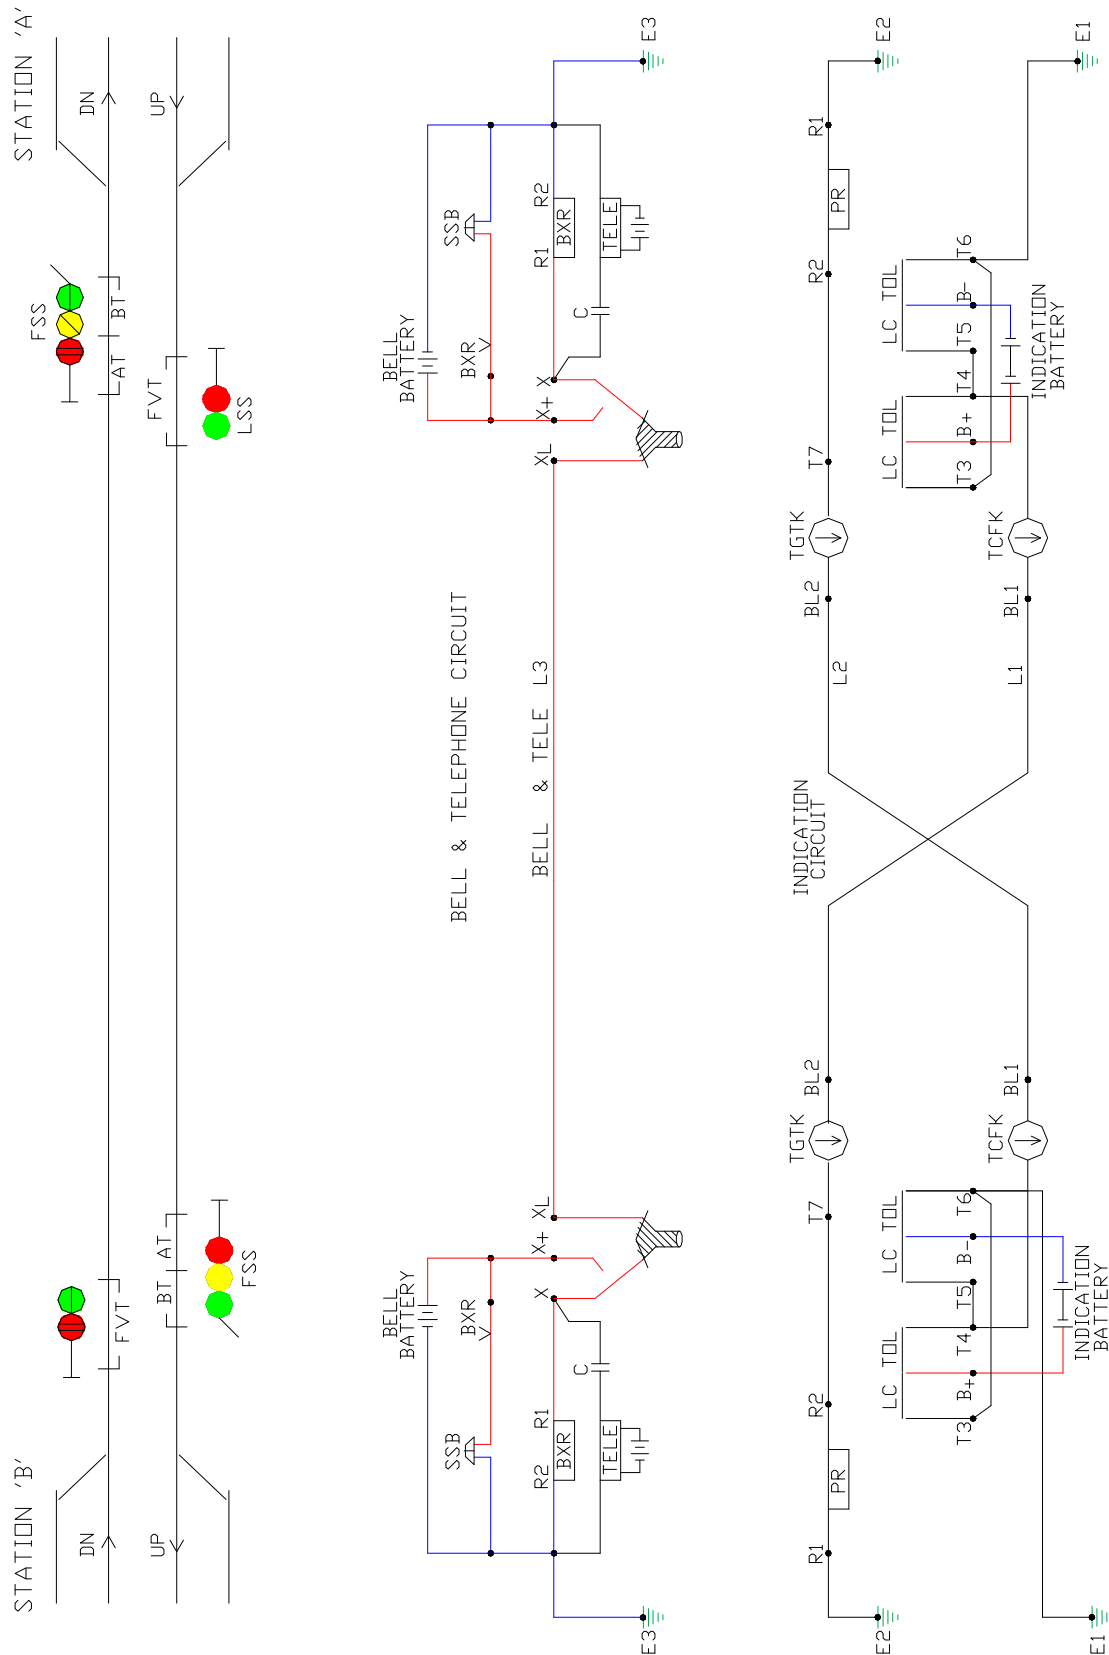 STATION 'B'
STATION 'A'
DN
DN
UP
UP
FVT
BT
AT
FSS
FSS
AT
BT
FVT
LSS
BELL & TELEPHONE CIRCUIT
BELL & TELE L3
BELL
BATTERY
SSB
BXR
R2
BXR
R1
TELE
C
X
X+
XL
E3
BELL
BATTERY
BXR
SSB
XL
X+
X
R1
BXR
R2
C
TELE
E3
INDICATION
CIRCUIT
R1
PR
R2
T7
TGTK
BL2
E2
L2
BL2
TGTK
T7
R2
PR
R1
E2
LC TOL
LC TOL
T3
B+
T4
T5
B-
T6
TCFK
BL1
INDICATION
BATTERY
E1
L1
BL1
TCFK
LC TOL
LC TOL
T3
B+
T4
T5
B-
T6
INDICATION
BATTERY
E1